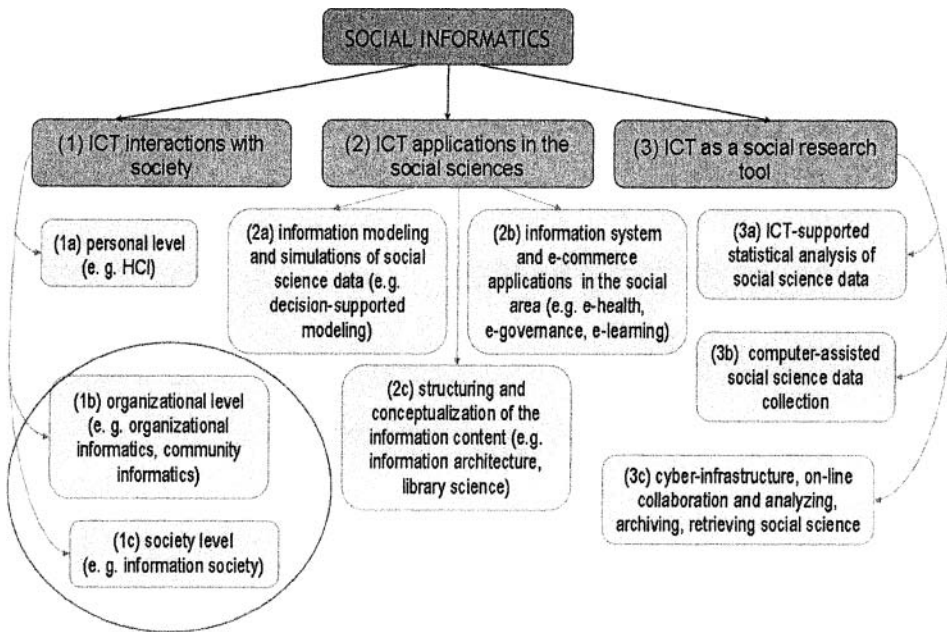 SOCIAL INFORMATICS
(1) ICT interactions with
society
(2) ICT applications in the
social sciences
(3) ICT as a social research
tool
(1a) personal level
(e. g. HCI)
(2a) information modeling
and simulations of social
science data (e.g.
decision-supported
modeling)
(2b) information system
and e-commerce
applications in the social
area (e.g. e-health,
e-governance, e-learning)
(3a) ICT-supported
statistical analysis of
social science data
(1b) organizational level
(e. g. organizational
informatics, community
informatics)
(2c) structuring and
conceptualization of the
information content (e.g.
information architecture,
library science)
(3b) computer-assisted
social science data
collection
(1c) society level
(e. g. information society)
(3c) cyber-infrastructure, on-line
collaboration and analyzing,
archiving, retrieving social science